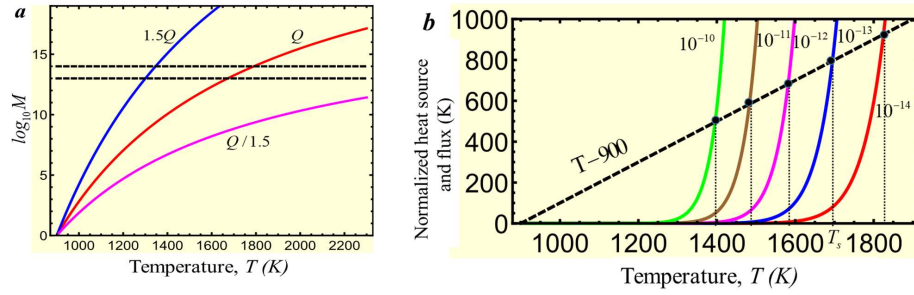 a
log10M
15
10
5
0
1.5Q
Q
Q / 1.5
1000 1200 1400 1600 1800 2000 2200
Temperature, T (K)
b
Normalized heat source
and flux (K)
1000
800
600
400
200
0
10−10
10−11
10−12
10−13
10−14
T−900
1000 1200 1400 1600 Ts 1800
Temperature, T (K)